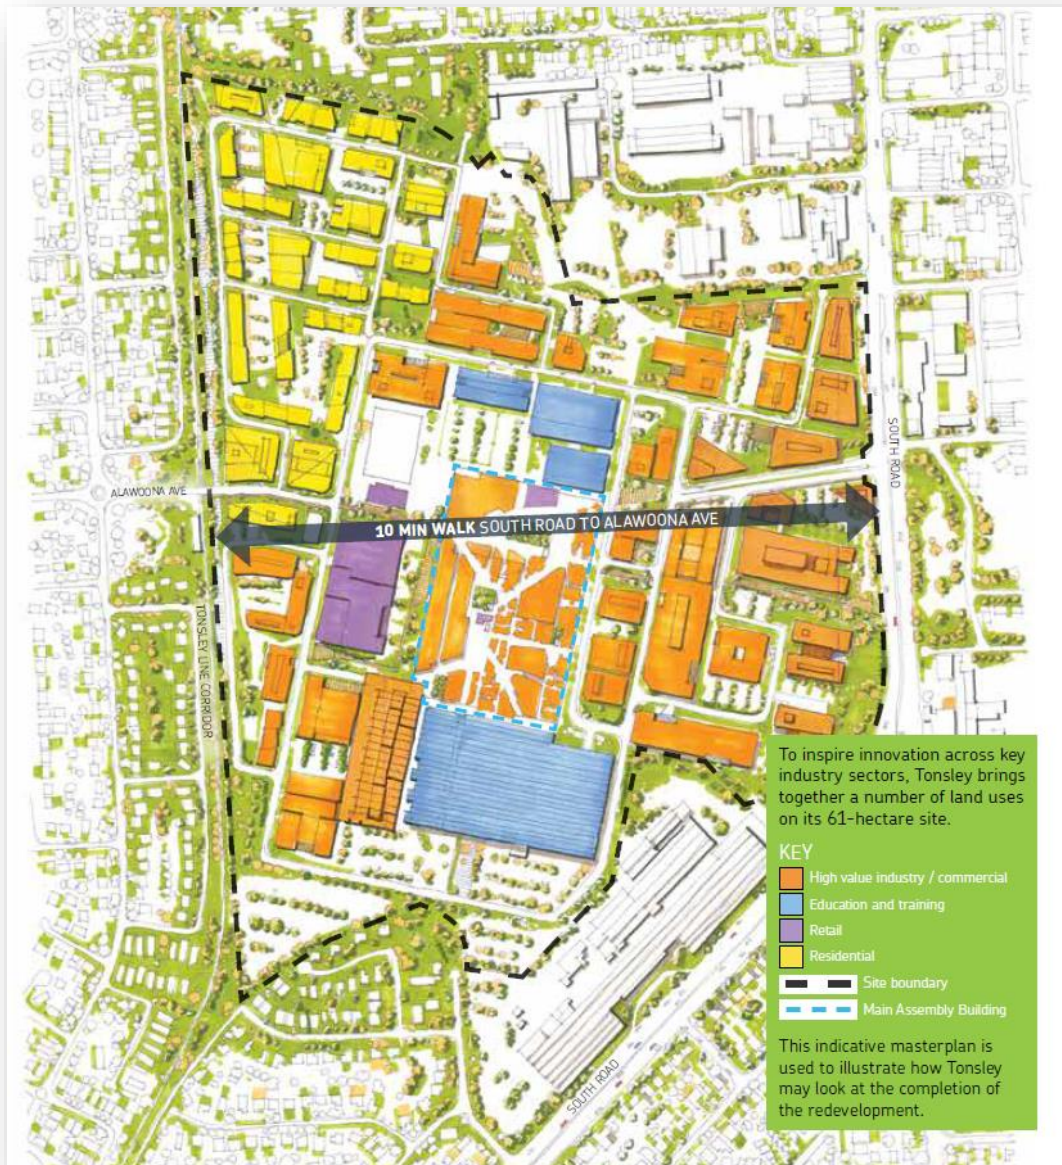 SOUTH ROAD
ALAWOONA AVE
10 MIN WALK SOUTH ROAD TO ALAWOONA AVE
TONSLEY LINE CORRIDOR
To inspire innovation across key
industry sectors, Tonsley brings
together a number of land uses
on its 61-hectare site.
KEY
High value industry / commercial
Education and training
Retail
Residential
Site boundary
Main Assembly Building
This indicative masterplan is
used to illustrate how Tonsley
may look at the completion of
the redevelopment.
SOUTH ROAD